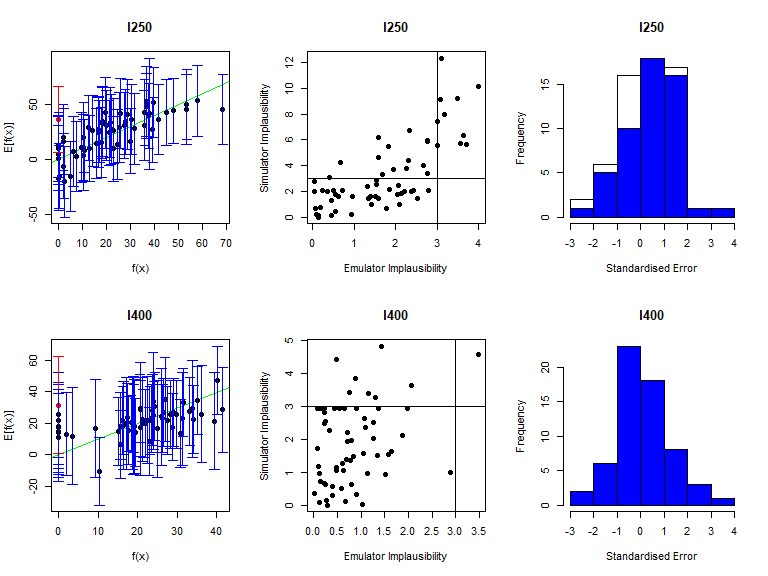 I250
I250
I250
E[f(x)]
50
0
-50
0 10 20 30 40 50 60 70
f(x)
Simulator Implausibility
12
10
8
6
4
2
0
0 1 2 3 4
Emulator Implausibility
Frequency
15
10
5
0
-3 -2 -1 0 1 2 3 4
Standardised Error
I400
I400
I400
E[f(x)]
60
40
20
0
-20
0 10 20 30 40
f(x)
Simulator Implausibility
5
4
3
2
1
0
0.0 0.5 1.0 1.5 2.0 2.5 3.0 3.5
Emulator Implausibility
Frequency
20
15
10
5
0
-3 -2 -1 0 1 2 3 4
Standardised Error